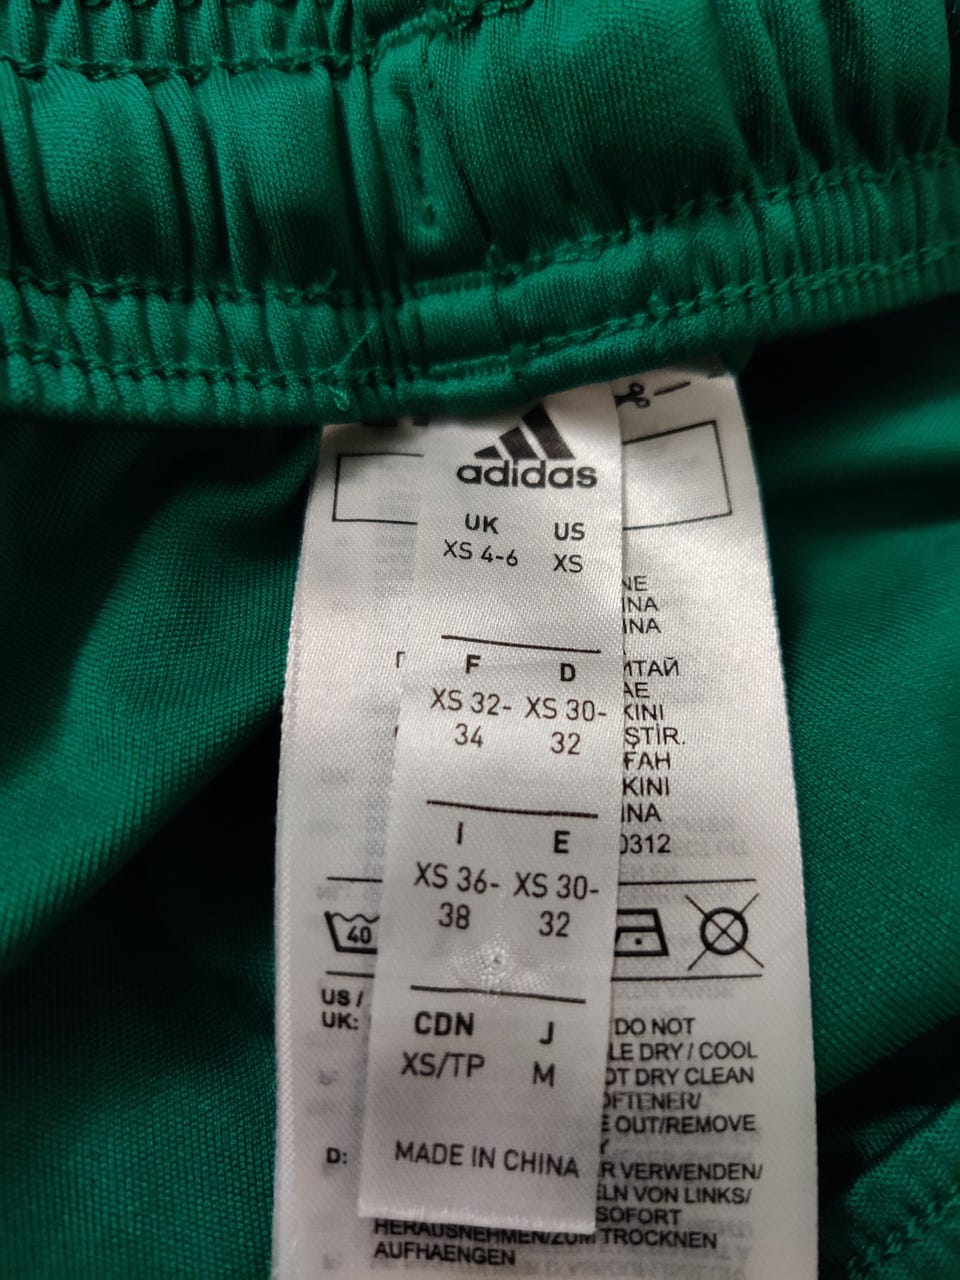 adidas
UK US
XS 4-6 XS
F D
XS 32- XS 30-
34 32
I E
XS 36- XS 30-
38 32
CDN J
XS/TP M
MADE IN CHINA
NE
INA
INA
ИТАЙ
AE
KINI
ŞTİR.
FAH
KINI
INA
0312
40
US /
UK:
DO NOT
LE DRY / COOL
OT DRY CLEAN
OFTENER/
E OUT/REMOVE
Y
D:
R VERWENDEN/
ELN VON LINKS/
SOFORT
HERAUSNEHMEN/ZUM TROCKNEN
AUFHAENGEN